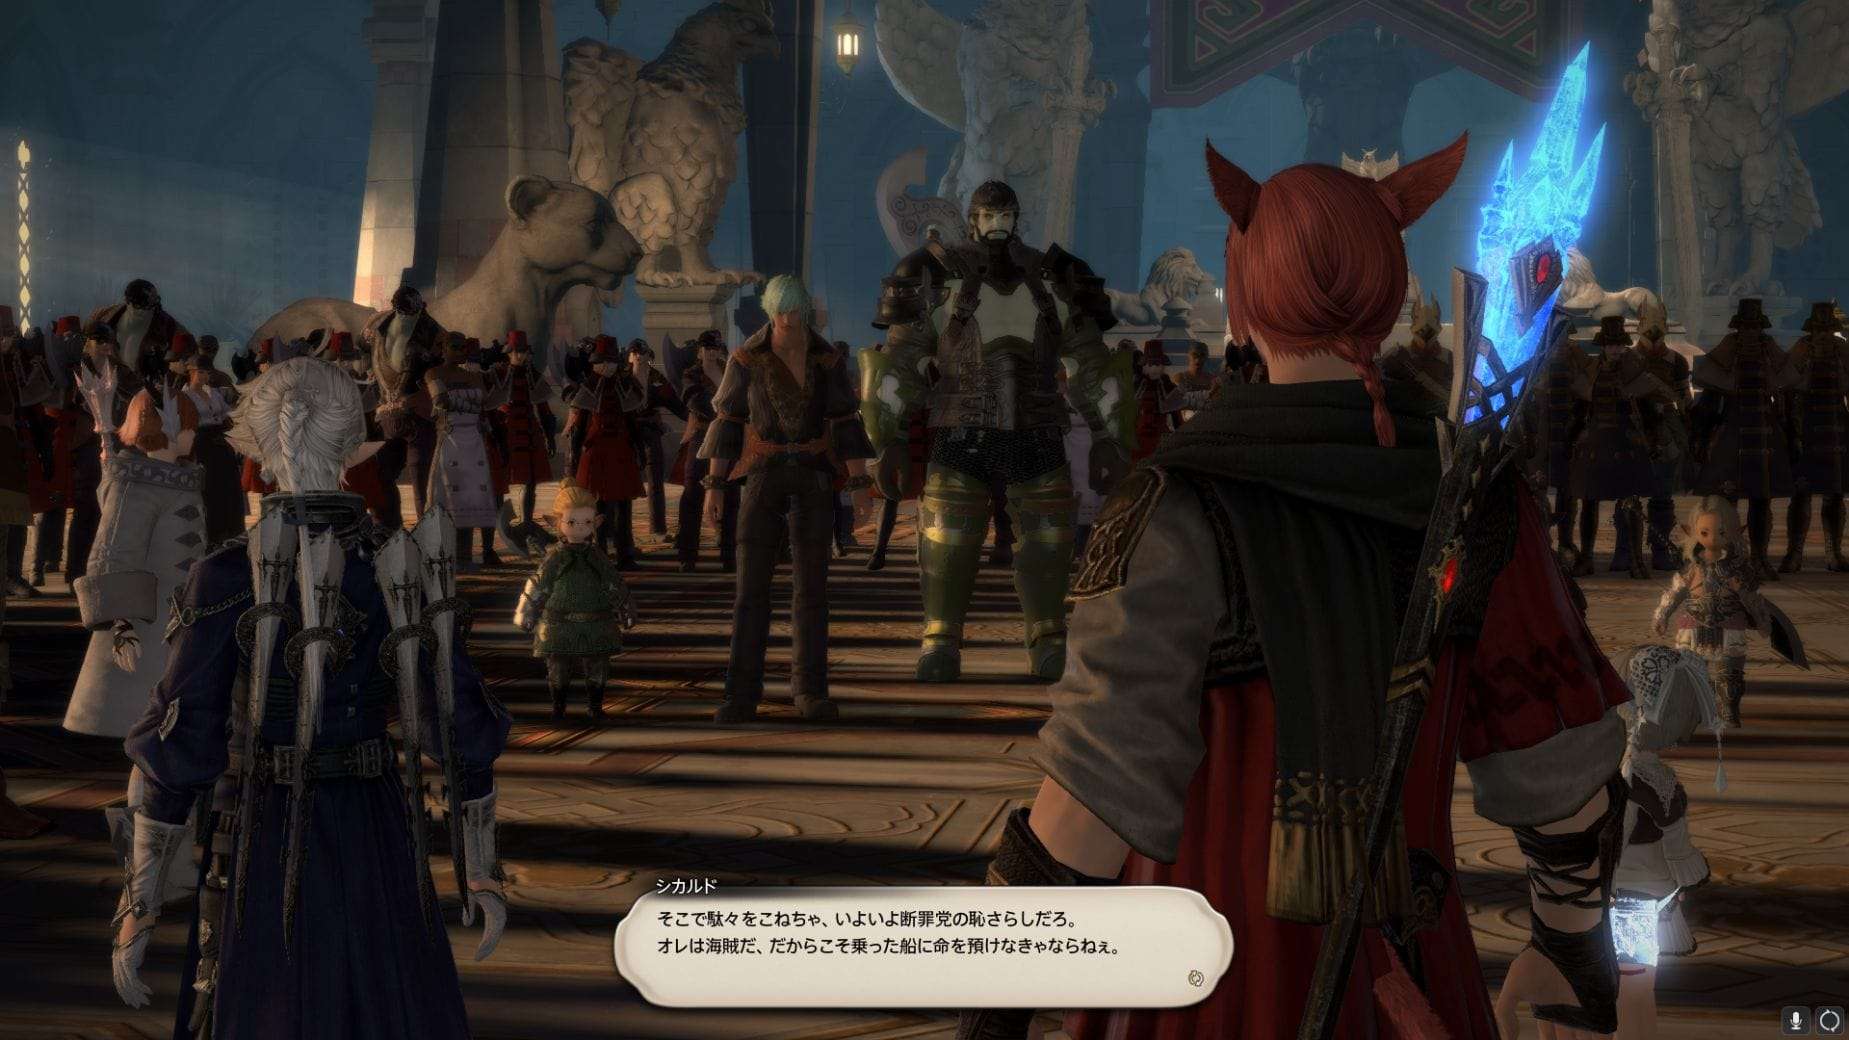 シカルド
そこで駄々をこねちゃ、いよいよ断罪党の恥さらしだろ。
オレは海賊だ、だからこそ乗った船に命を預けなきゃならねぇ。